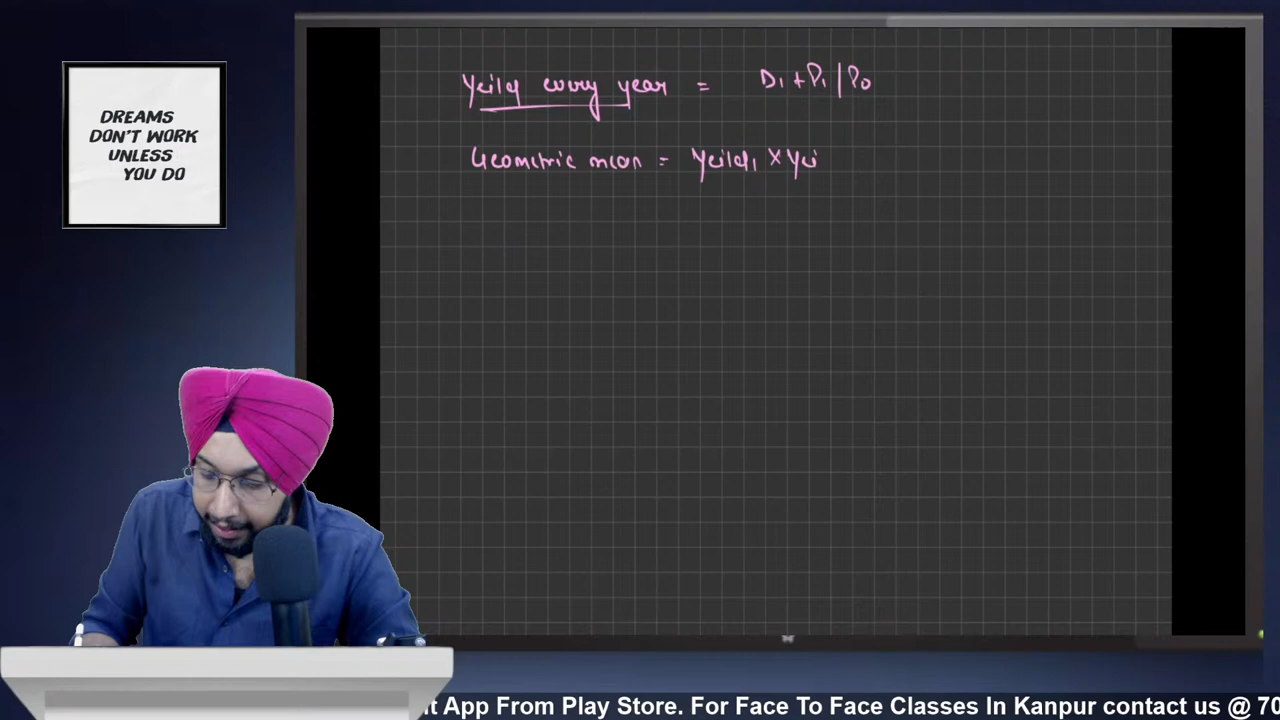 DREAMS
DON'T WORK
UNLESS
YOU DO
Yeild every year = D1 + P1 | P0
Geometric mean = Yeild1 × Yei
t App From Play Store. For Face To Face Classes In Kanpur contact us @ 70